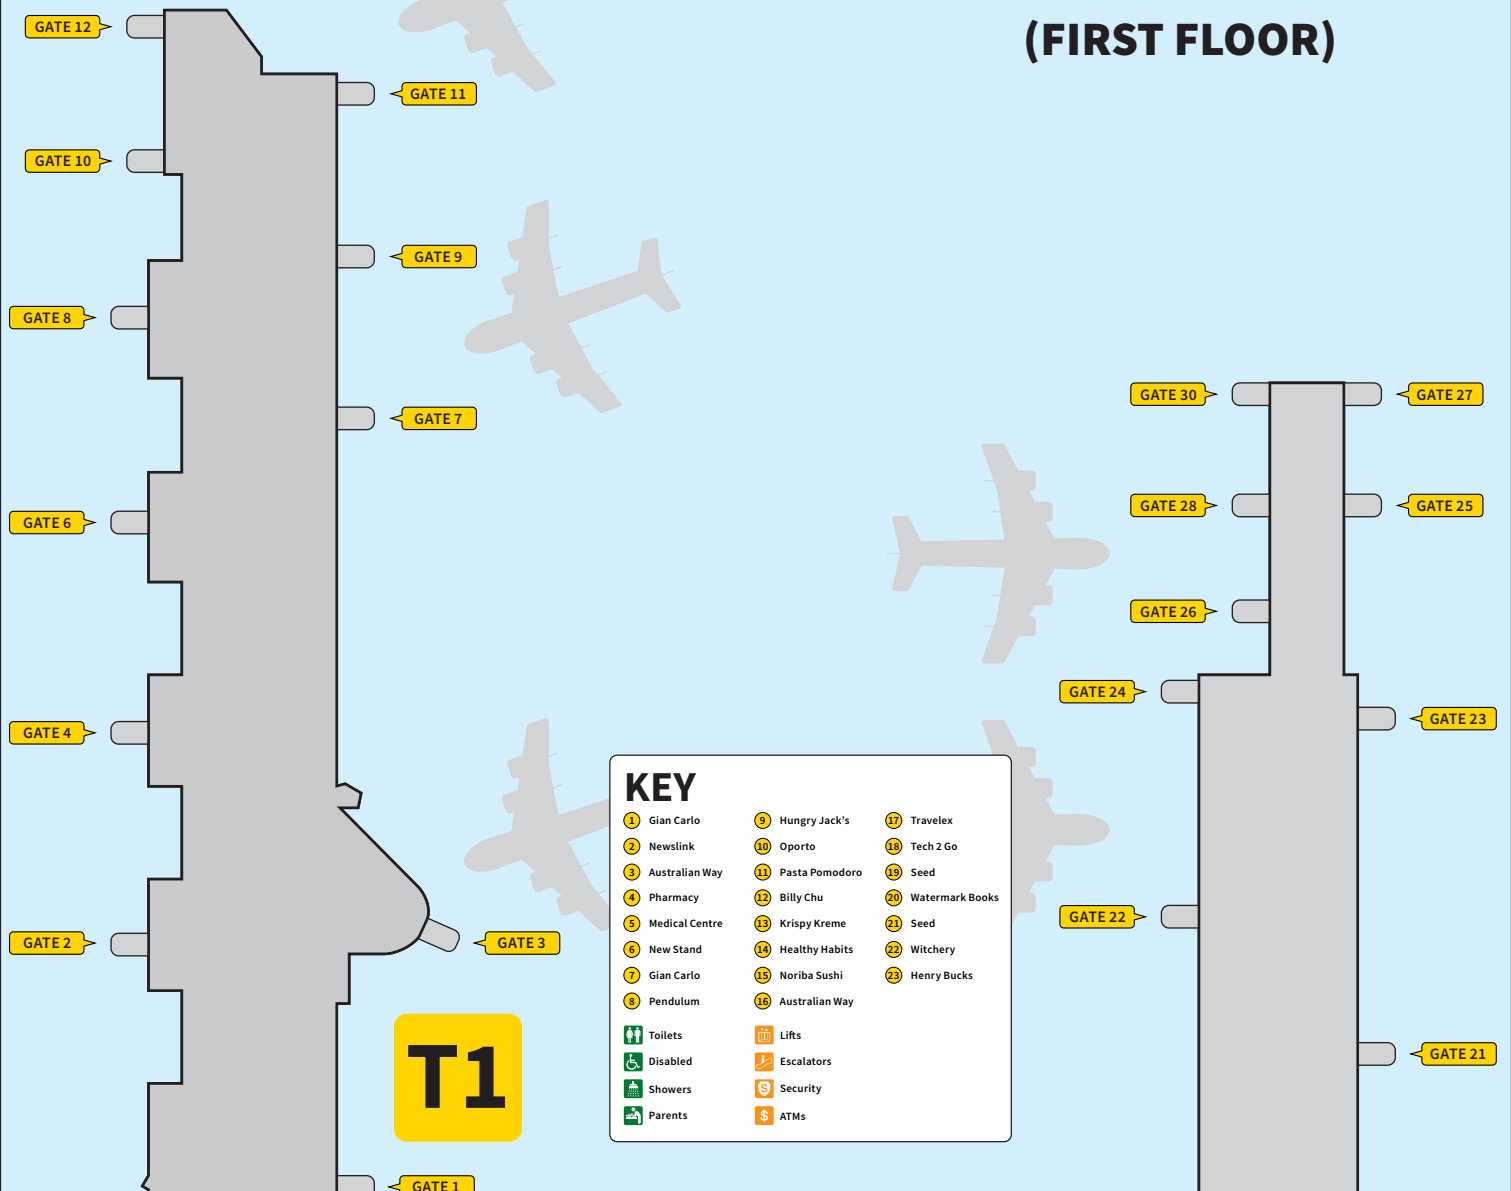 (FIRST FLOOR)
GATE 12
GATE 11
GATE 10
GATE 9
GATE 8
GATE 7
GATE 6
GATE 4
GATE 2
GATE 3
T1
GATE 1
GATE 30
GATE 27
GATE 28
GATE 25
GATE 26
GATE 24
GATE 23
GATE 22
GATE 21
KEY
1 Gian Carlo
2 Newslink
3 Australian Way
4 Pharmacy
5 Medical Centre
6 New Stand
7 Gian Carlo
8 Pendulum
9 Hungry Jack's
10 Oporto
11 Pasta Pomodoro
12 Billy Chu
13 Krispy Kreme
14 Healthy Habits
15 Noriba Sushi
16 Australian Way
17 Travelex
18 Tech 2 Go
19 Seed
20 Watermark Books
21 Seed
22 Witchery
23 Henry Bucks
Toilets
Disabled
Showers
Parents
Lifts
Escalators
S Security
$ ATMs